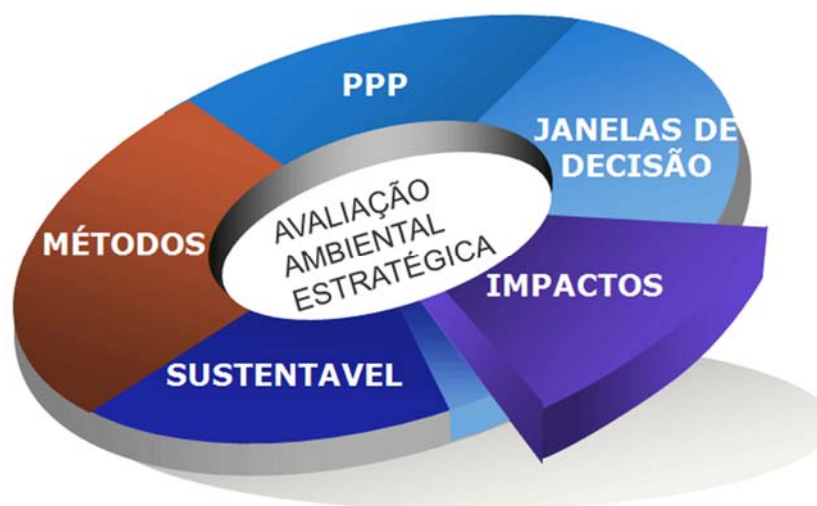 PPP
JANELAS DE
DECISÃO
MÉTODOS
AVALIAÇÃO
AMBIENTAL
ESTRATÉGICA
IMPACTOS
SUSTENTAVEL